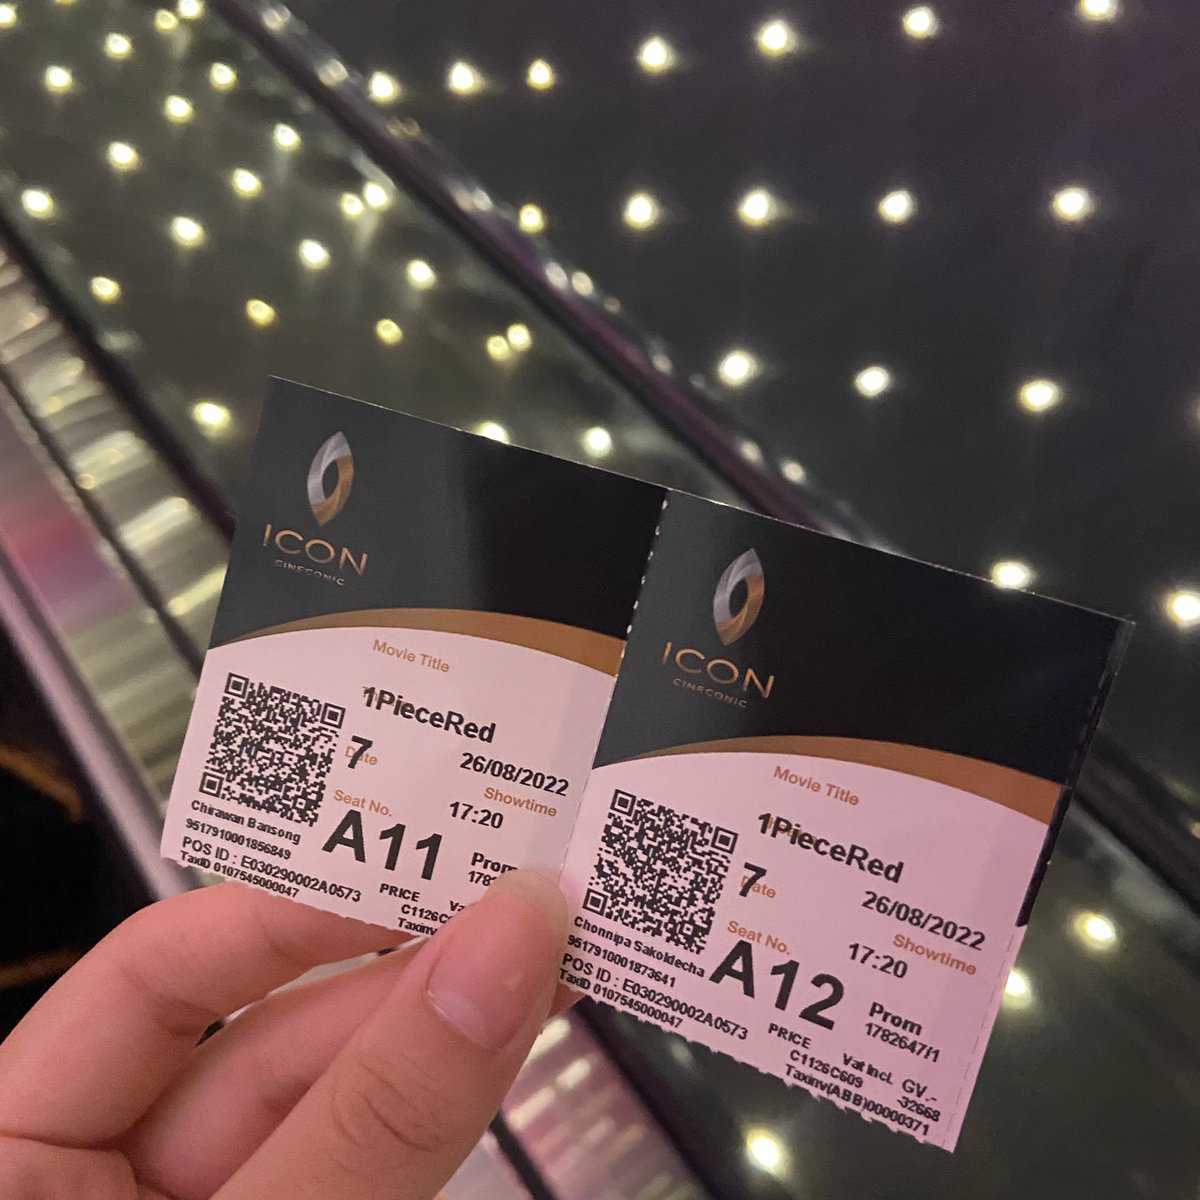 ICON
CINECONIC
Movie Title
1PieceRed
7
Date
26/08/2022
Seat No.
Showtime
A11
17:20
Chirawan Bansong
9517910001856849
POS ID : E030290002A0573
TaxID 0107545000047
PRICE
ICON
CINECONIC
Movie Title
1PieceRed
7
Date
26/08/2022
Seat No.
Showtime
A12
17:20
Chonnipa Sakoldecha
9517910001873641
POS ID : E030290002A0573
TaxID 0107545000047
Prom
1782647/1
PRICE
Vat Incl. GV.-
C1126C609
-32668
Taxinv(ABB)00000371